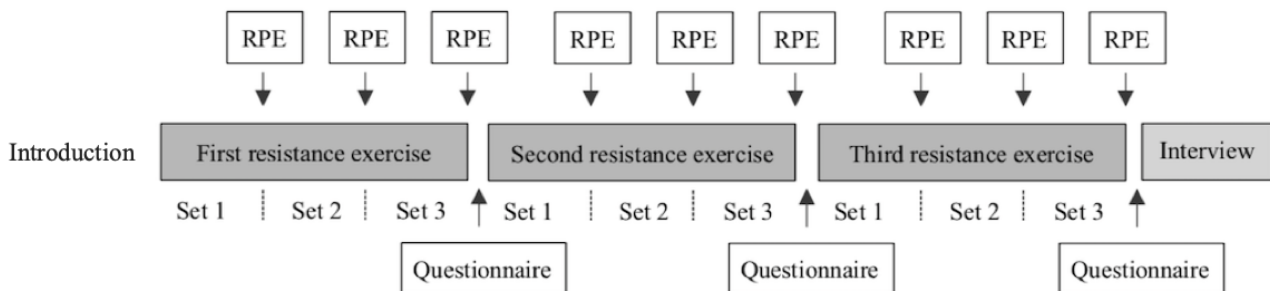 RPE RPE RPE RPE RPE RPE RPE RPE RPE
Introduction First resistance exercise Second resistance exercise Third resistance exercise Interview
Set 1 Set 2 Set 3 Set 1 Set 2 Set 3 Set 1 Set 2 Set 3
Questionnaire Questionnaire Questionnaire